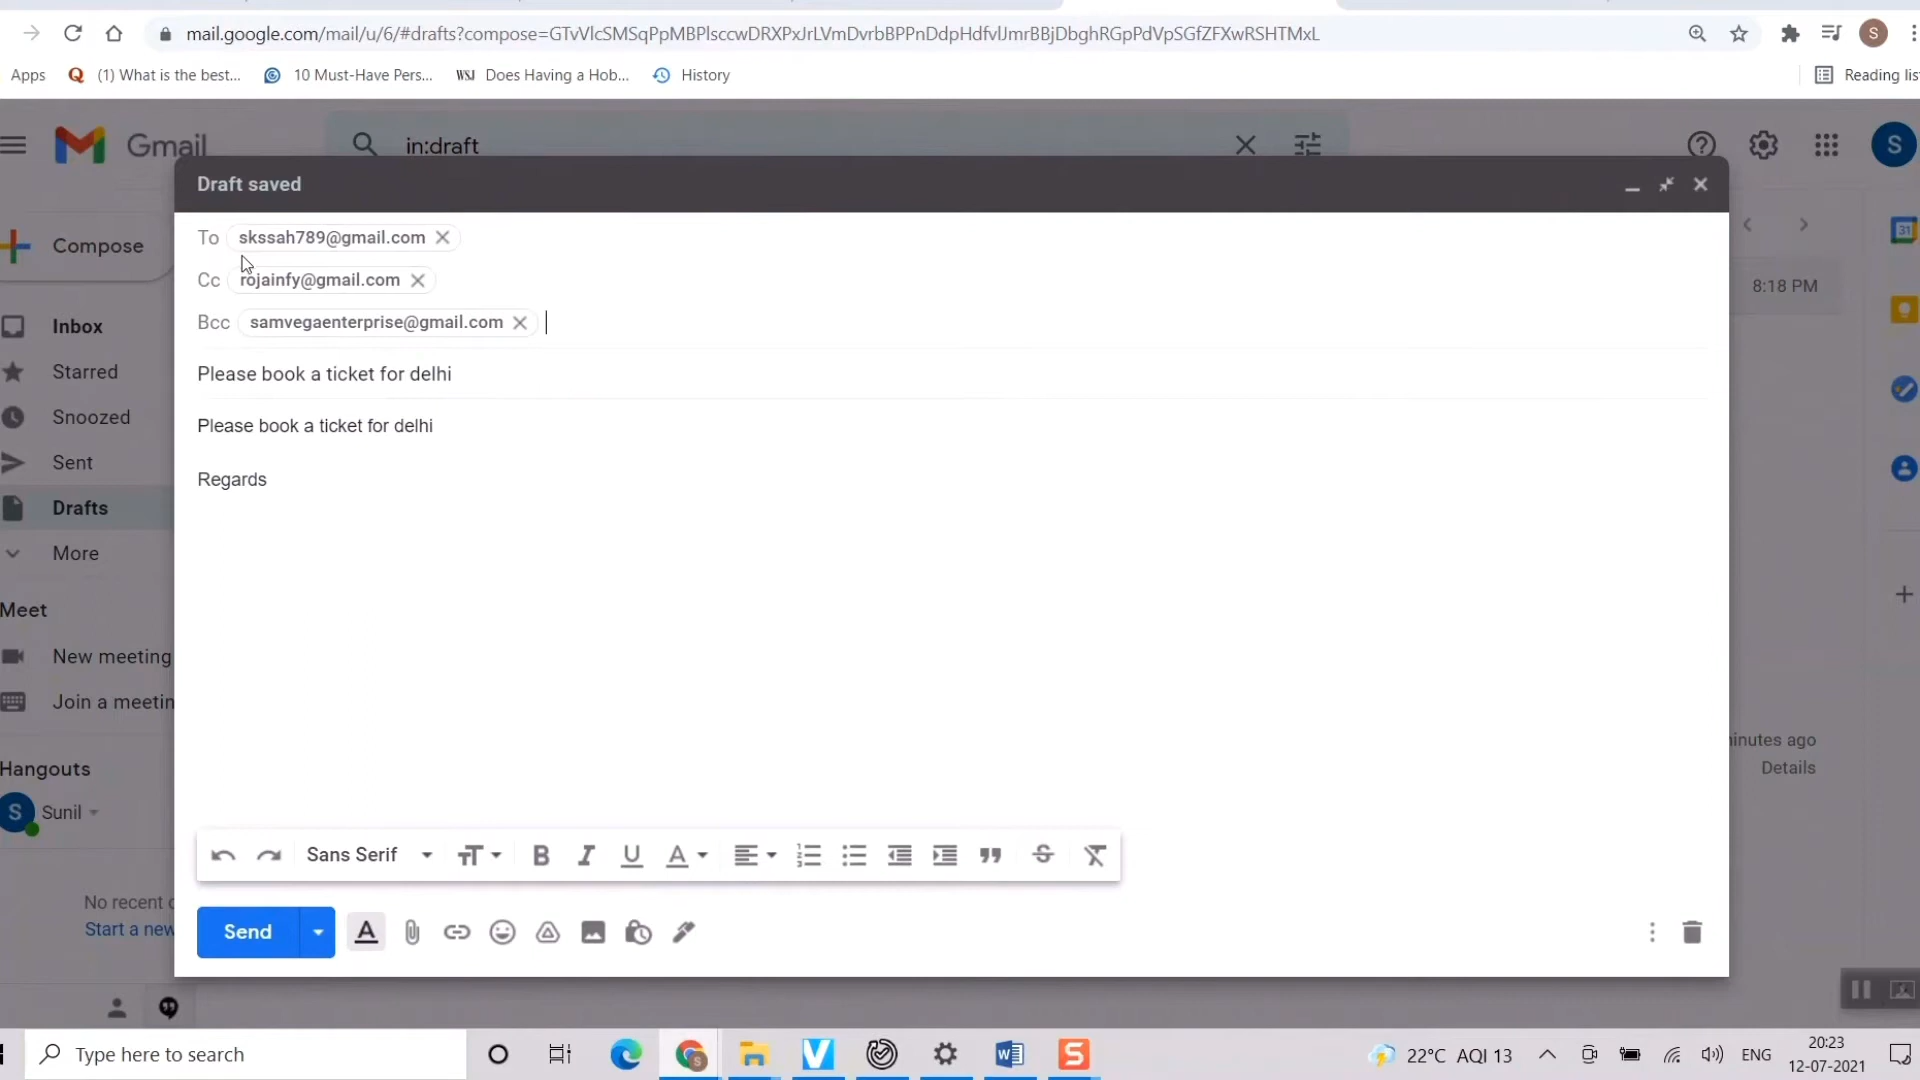 mail.google.com/mail/u/6/#drafts?compose=GTvVlcSMSqPpMBPlsccwDRXPxJrLVmDvrbBPPnDdpHdfvlJmrBBjDbghRGpPdVpSGfZFXwRSHTMxL
S
Apps
Q (1) What is the best...
10 Must-Have Pers...
WSJ Does Having a Hob...
History
Reading lis
Gmail
in:draft
S
Draft saved
To skssah789@gmail.com
Cc rojainfy@gmail.com
Bcc samvegaenterprise@gmail.com
Please book a ticket for delhi
Please book a ticket for delhi
Regards
Compose
Inbox
Starred
Snoozed
Sent
Drafts
More
Meet
New meeting
Join a meetin
Hangouts
S Sunil
No recent c
Start a new
31
8:18 PM
inutes ago
Details
Sans Serif
B I U A
Send
Type here to search
22°C AQI 13
ENG
20:23
12-07-2021